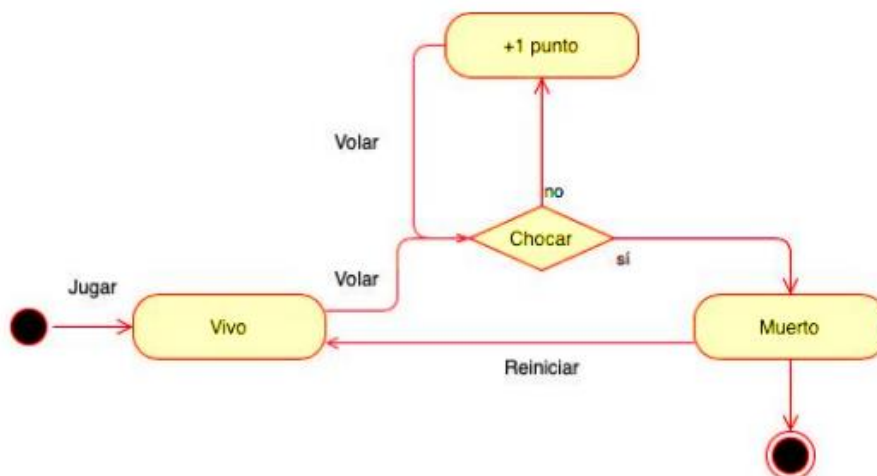 +1 punto
Volar
no
Chocar
sí
Jugar
Volar
Vivo
Muerto
Reiniciar